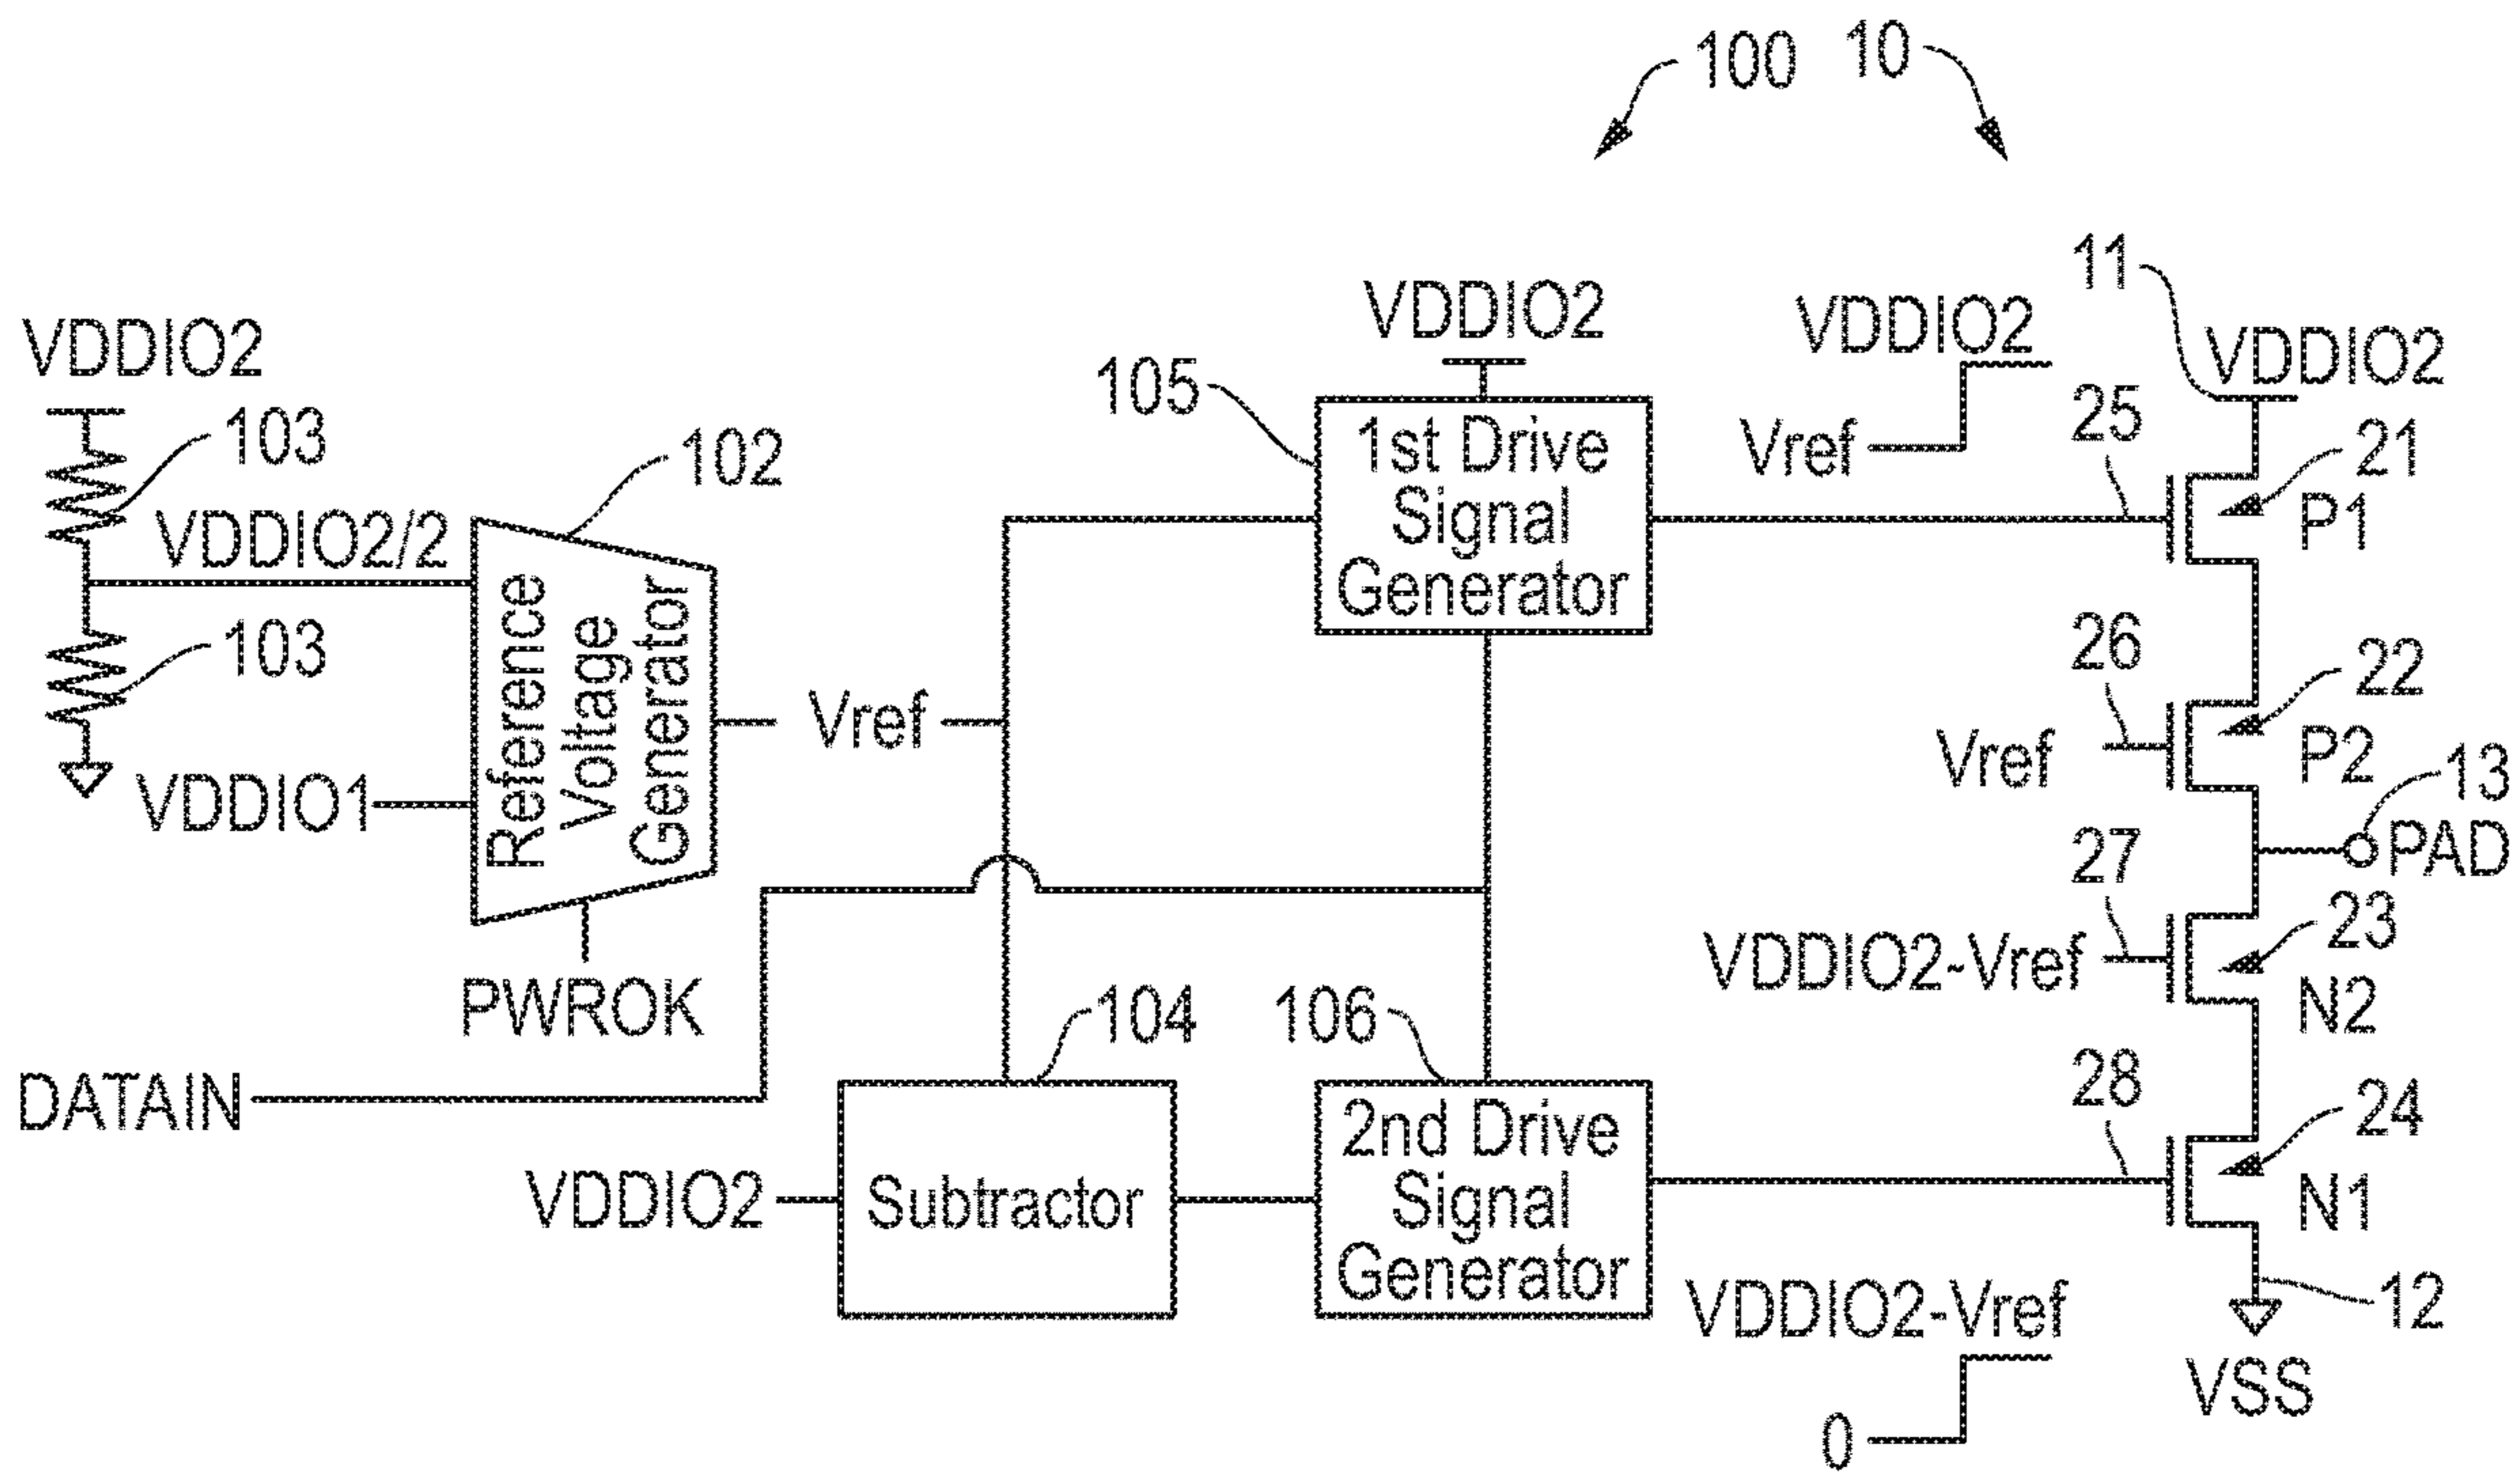 100
10
11
VDDIO2
VDDIO2
VDDIO2
VDDIO2
105
25
103
102
1st Drive
Signal
Generator
Vref
21
P1
VDDIO2/2
103
Reference
Voltage
Generator
26
22
Vref
Vref
P2
13
VDDIO1
27
PAD
23
VDDIO2-Vref
PWROK
104
106
N2
DATAIN
28
24
2nd Drive
Signal
Generator
VDDIO2
Subtractor
N1
VDDIO2-Vref
12
VSS
0